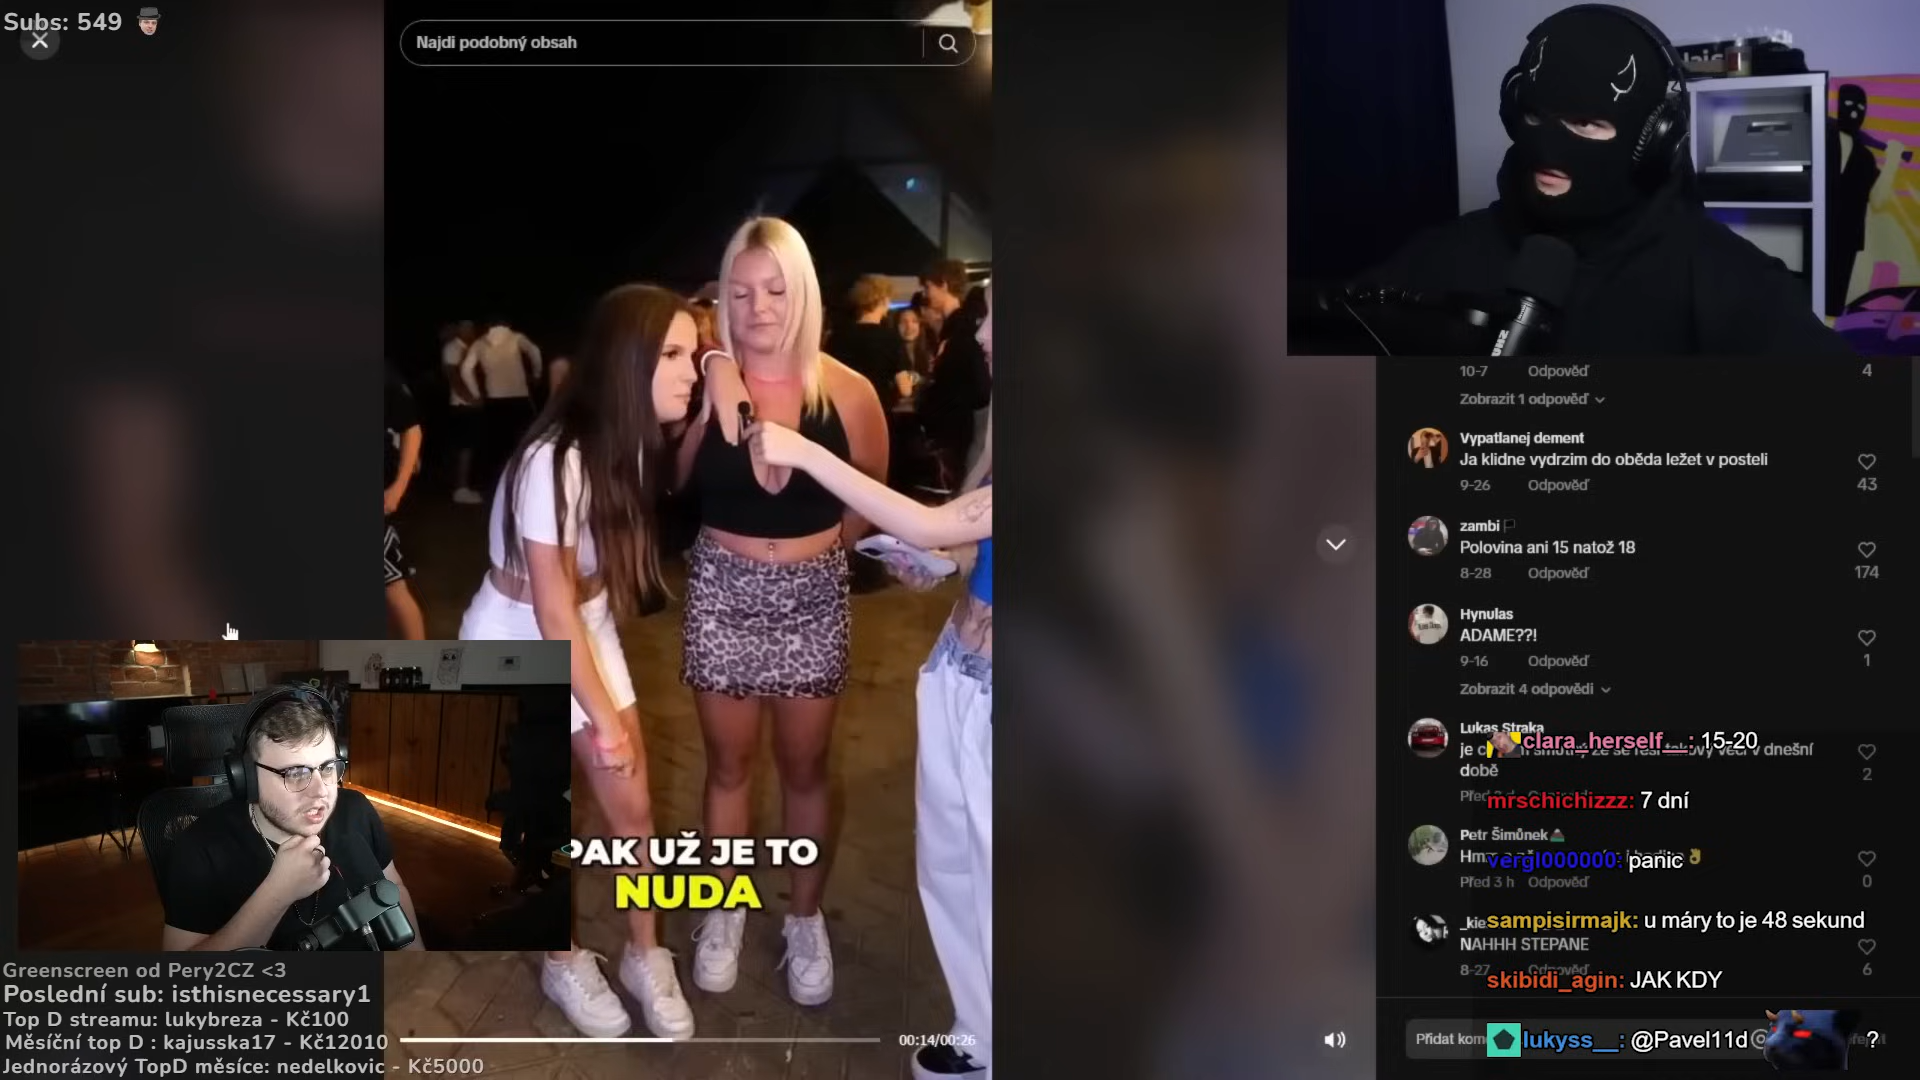 Subs: 549
Najdi podobný obsah
10-7 Odpověď 4
Zobrazit 1 odpověď
Vypatlanej dement
Ja klidne vydrzim do oběda ležet v posteli
9-26 Odpověď 43
zambi
Polovina ani 15 natož 18
8-28 Odpověď 174
Hynulas
ADAME??!
9-16 Odpověď 1
Zobrazit 4 odpovědi
Lukas Straka
clara_herself__: 15-20
v dnešní
době
2
mrschichizzz: 7 dní
Petr Šimůnek
vergl000000: panic
Před 3 h Odpověď 0
sampisirmajk: u máry to je 48 sekund
NAHHH STEPANE
8-27 Odpověď 6
skibidi_agin: JAK KDY
Přidat
lukyss__: @Pavel11d ?
PAK UŽ JE TO
NUDA
00:14/00:26
Greenscreen od Pery2CZ <3
Poslední sub: isthisnecessary1
Top D streamu: lukybreza - Kč100
Měsíční top D : kajusska17 - Kč12010
Jednorázový TopD měsíce: nedelkovic - Kč5000